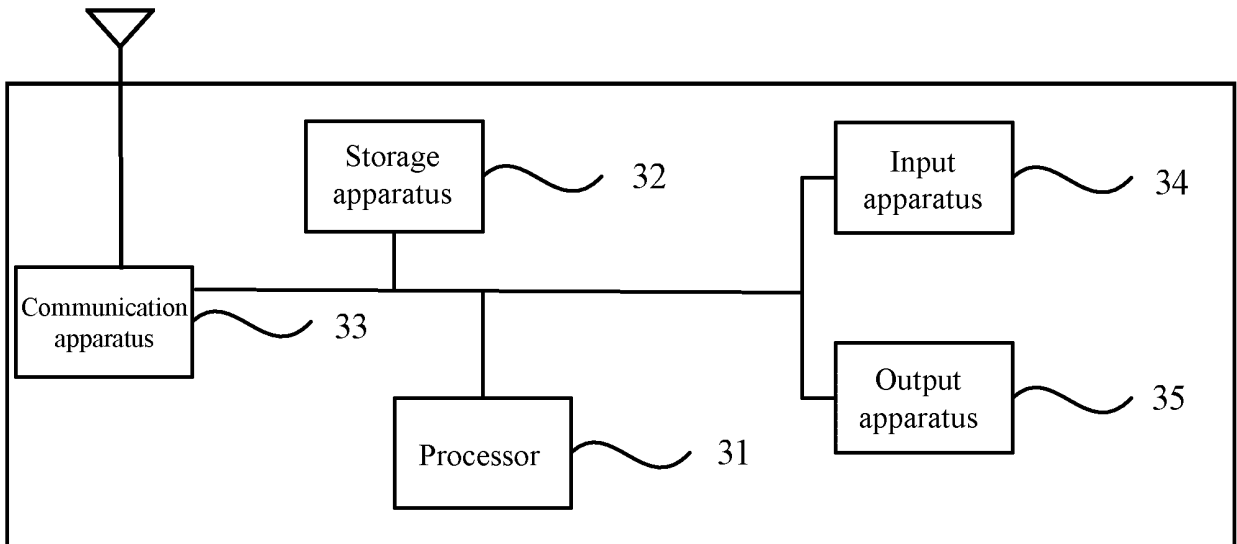 Storage
apparatus
32
Input
apparatus
34
Communication
apparatus
33
Output
apparatus
35
Processor
31